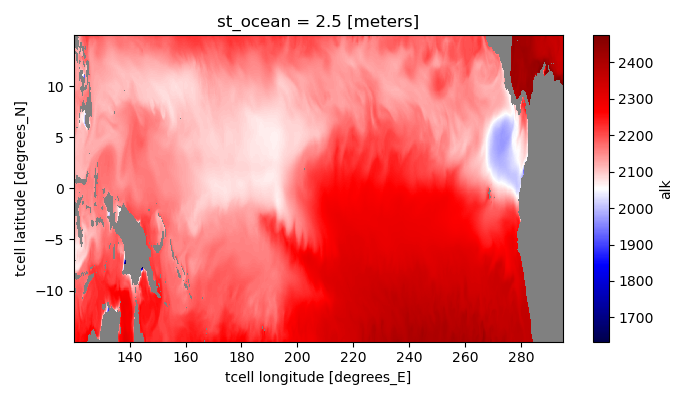 st_ocean = 2.5 [meters]
10
5
0
−5
−10
tcell latitude [degrees_N]
140 160 180 200 220 240 260 280
tcell longitude [degrees_E]
2400
2300
2200
2100
2000
1900
1800
1700
alk